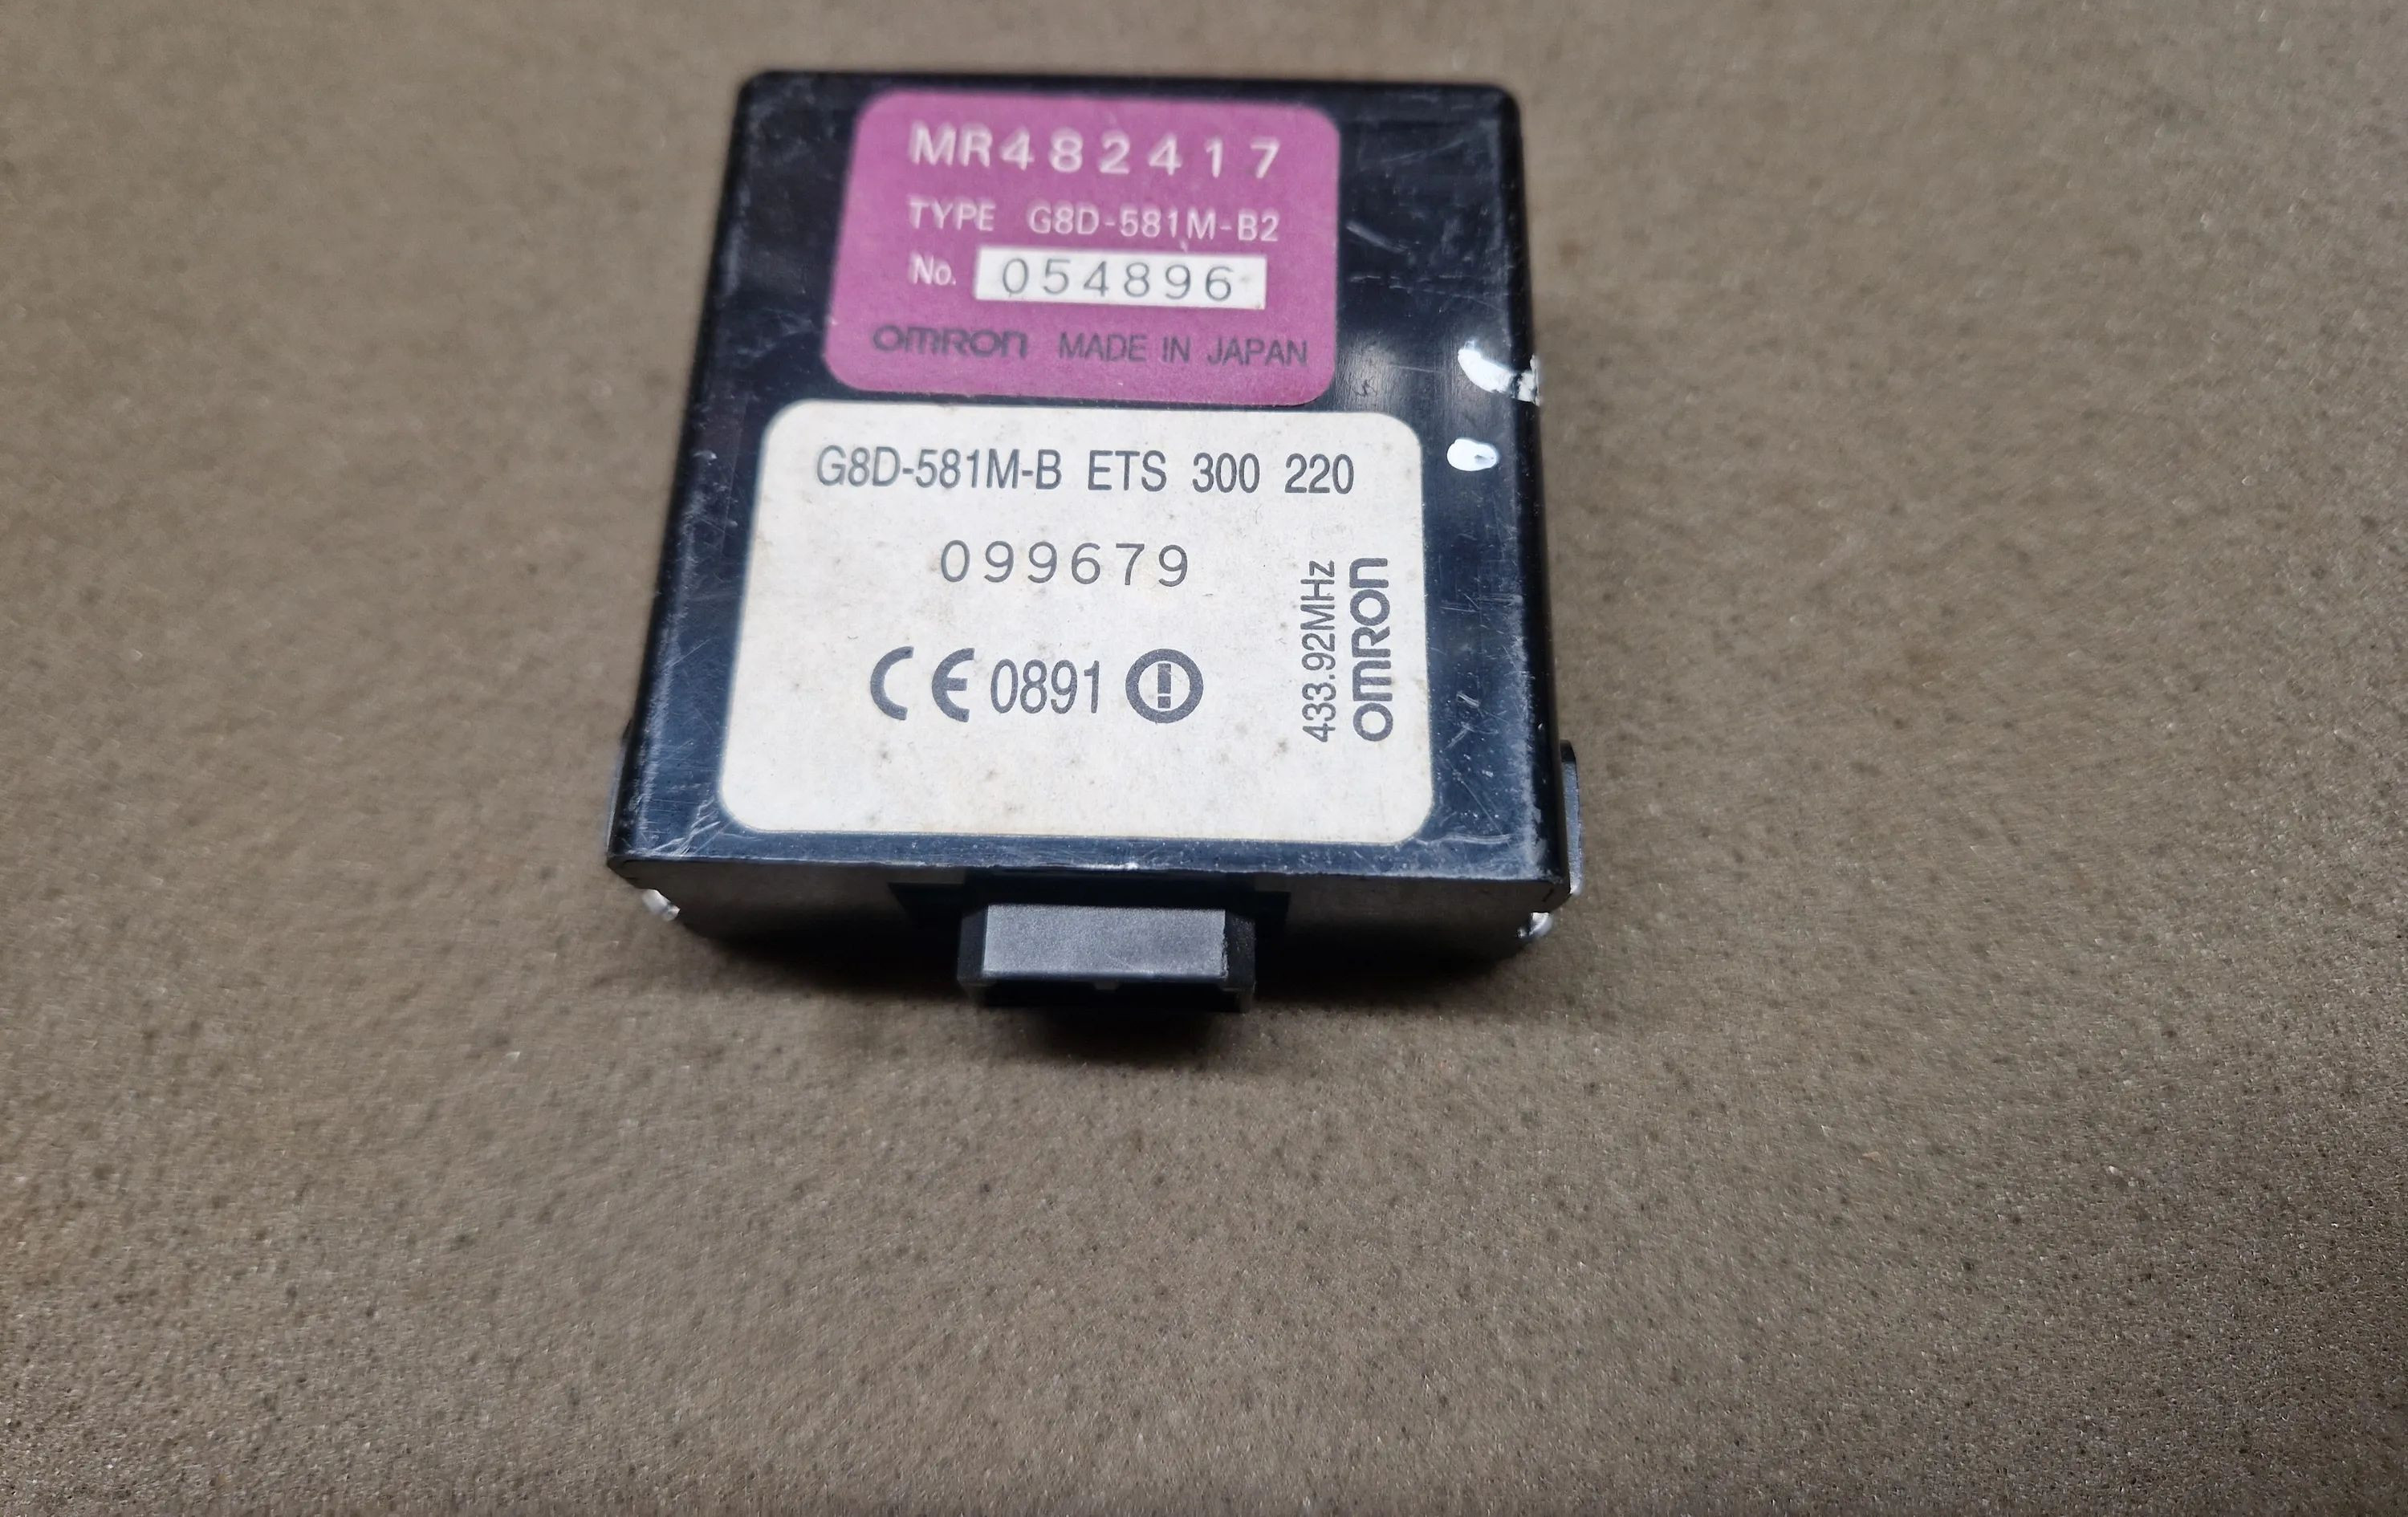 MR482417
TYPE G8D-581M-B2
No. 054896
OMRON MADE IN JAPAN
G8D-581M-B ETS 300 220
099679
CE 0891
433.92MHz
OMRON